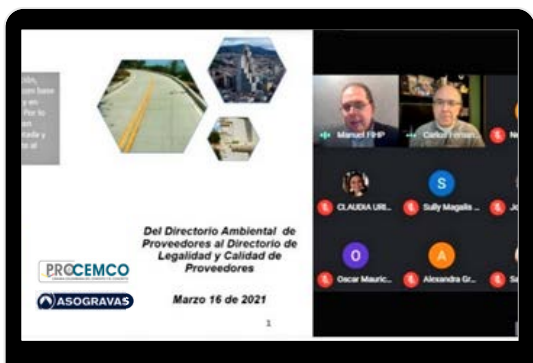 Del Directorio Ambiental de
Proveedores al Directorio de
Legalidad y Calidad de
Proveedores
PROCEMCO
ASOGRAVAS
Marzo 16 de 2021
1
Manuel HHP
Carlos Fernan...
CLAUDIA URI...
S
Sully Magalis ...
O
A
Oscar Mauric...
Alexandra Gr...